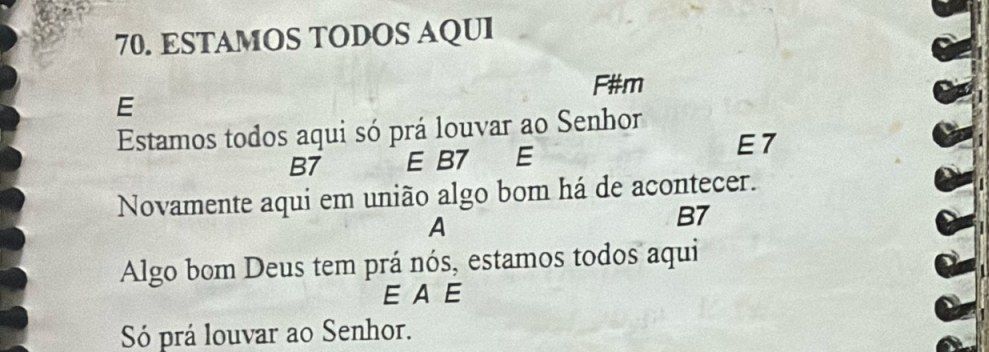 70. ESTAMOS TODOS AQUI
E F#m
Estamos todos aqui só prá louvar ao Senhor
B7 E B7 E E7
Novamente aqui em união algo bom há de acontecer.
A B7
Algo bom Deus tem prá nós, estamos todos aqui
E A E
Só prá louvar ao Senhor.